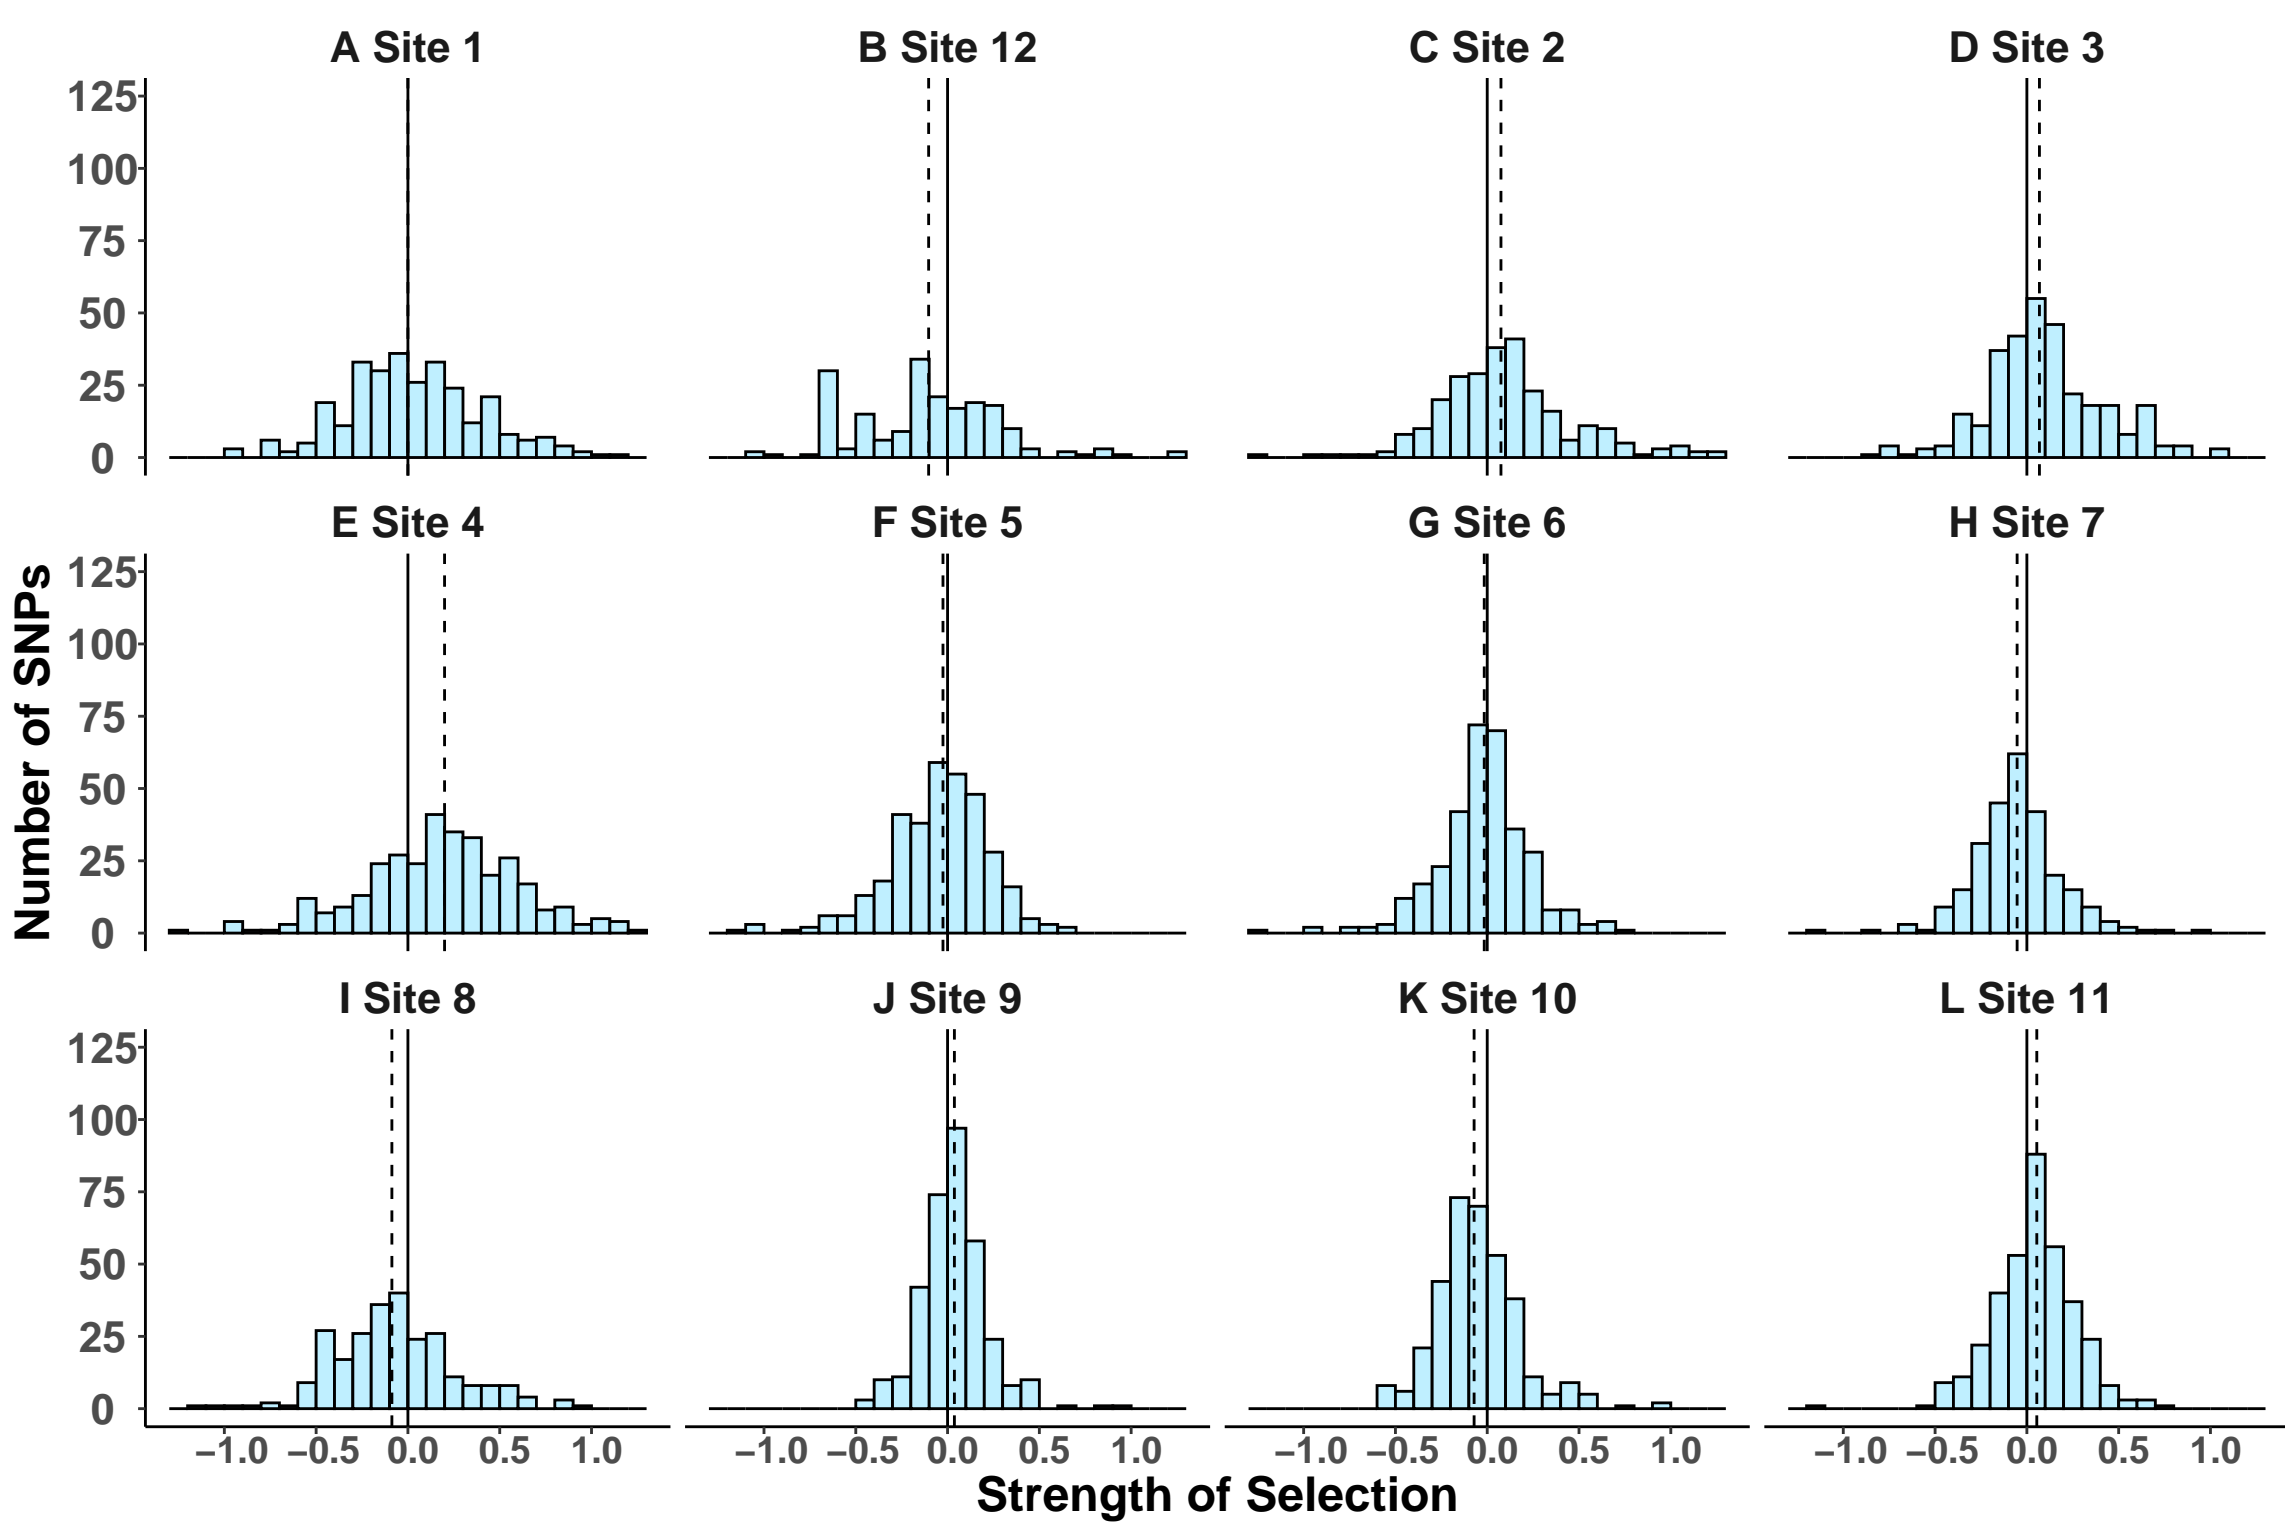 A Site 1
B Site 12
C Site 2
D Site 3
125
100
75
50
25
0
E Site 4
F Site 5
G Site 6
H Site 7
Number of SNPs
125
100
75
50
25
0
I Site 8
J Site 9
K Site 10
L Site 11
125
100
75
50
25
0
−1.0 −0.5 0.0 0.5 1.0
−1.0 −0.5 0.0 0.5 1.0
−1.0 −0.5 0.0 0.5 1.0
−1.0 −0.5 0.0 0.5 1.0
Strength of Selection